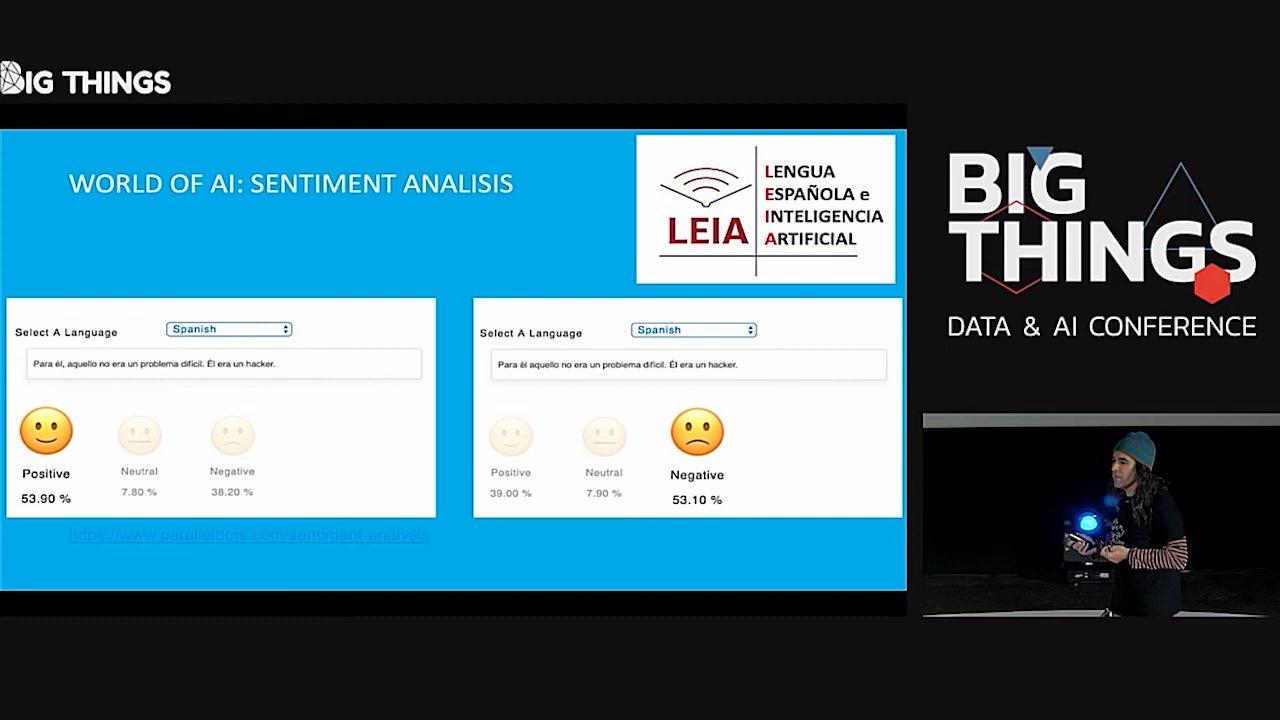 BIG THINGS
WORLD OF AI: SENTIMENT ANALISIS
LEIA
LENGUA
ESPAÑOLA e
INTELIGENCIA
ARTIFICIAL
Select A Language
Spanish
Para él, aquello no era un problema difícil. Él era un hacker.
Positive
Neutral
Negative
53.90 %
7.80 %
38.20 %
Select A Language
Spanish
Para él aquello no era un problema difícil. Él era un hacker.
Positive
Neutral
Negative
39.00 %
7.90 %
53.10 %
https://www.paralleldots.com/sentiment-analysis
BIG
THINGS
DATA & AI CONFERENCE